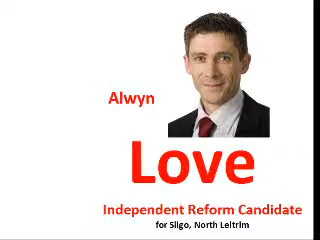 Alwyn
Love
Independent Reform Candidate
for Sligo, North Leitrim